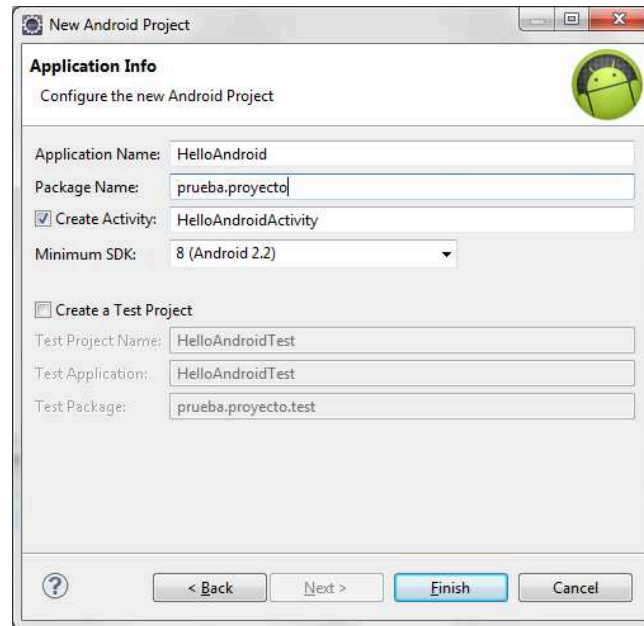 New Android Project
Application Info
Configure the new Android Project
Application Name: HelloAndroid
Package Name: prueba.proyecto
Create Activity: HelloAndroidActivity
Minimum SDK: 8 (Android 2.2)
Create a Test Project
Test Project Name: HelloAndroidTest
Test Application: HelloAndroidTest
Test Package: prueba.proyecto.test
? < Back Next > Finish Cancel